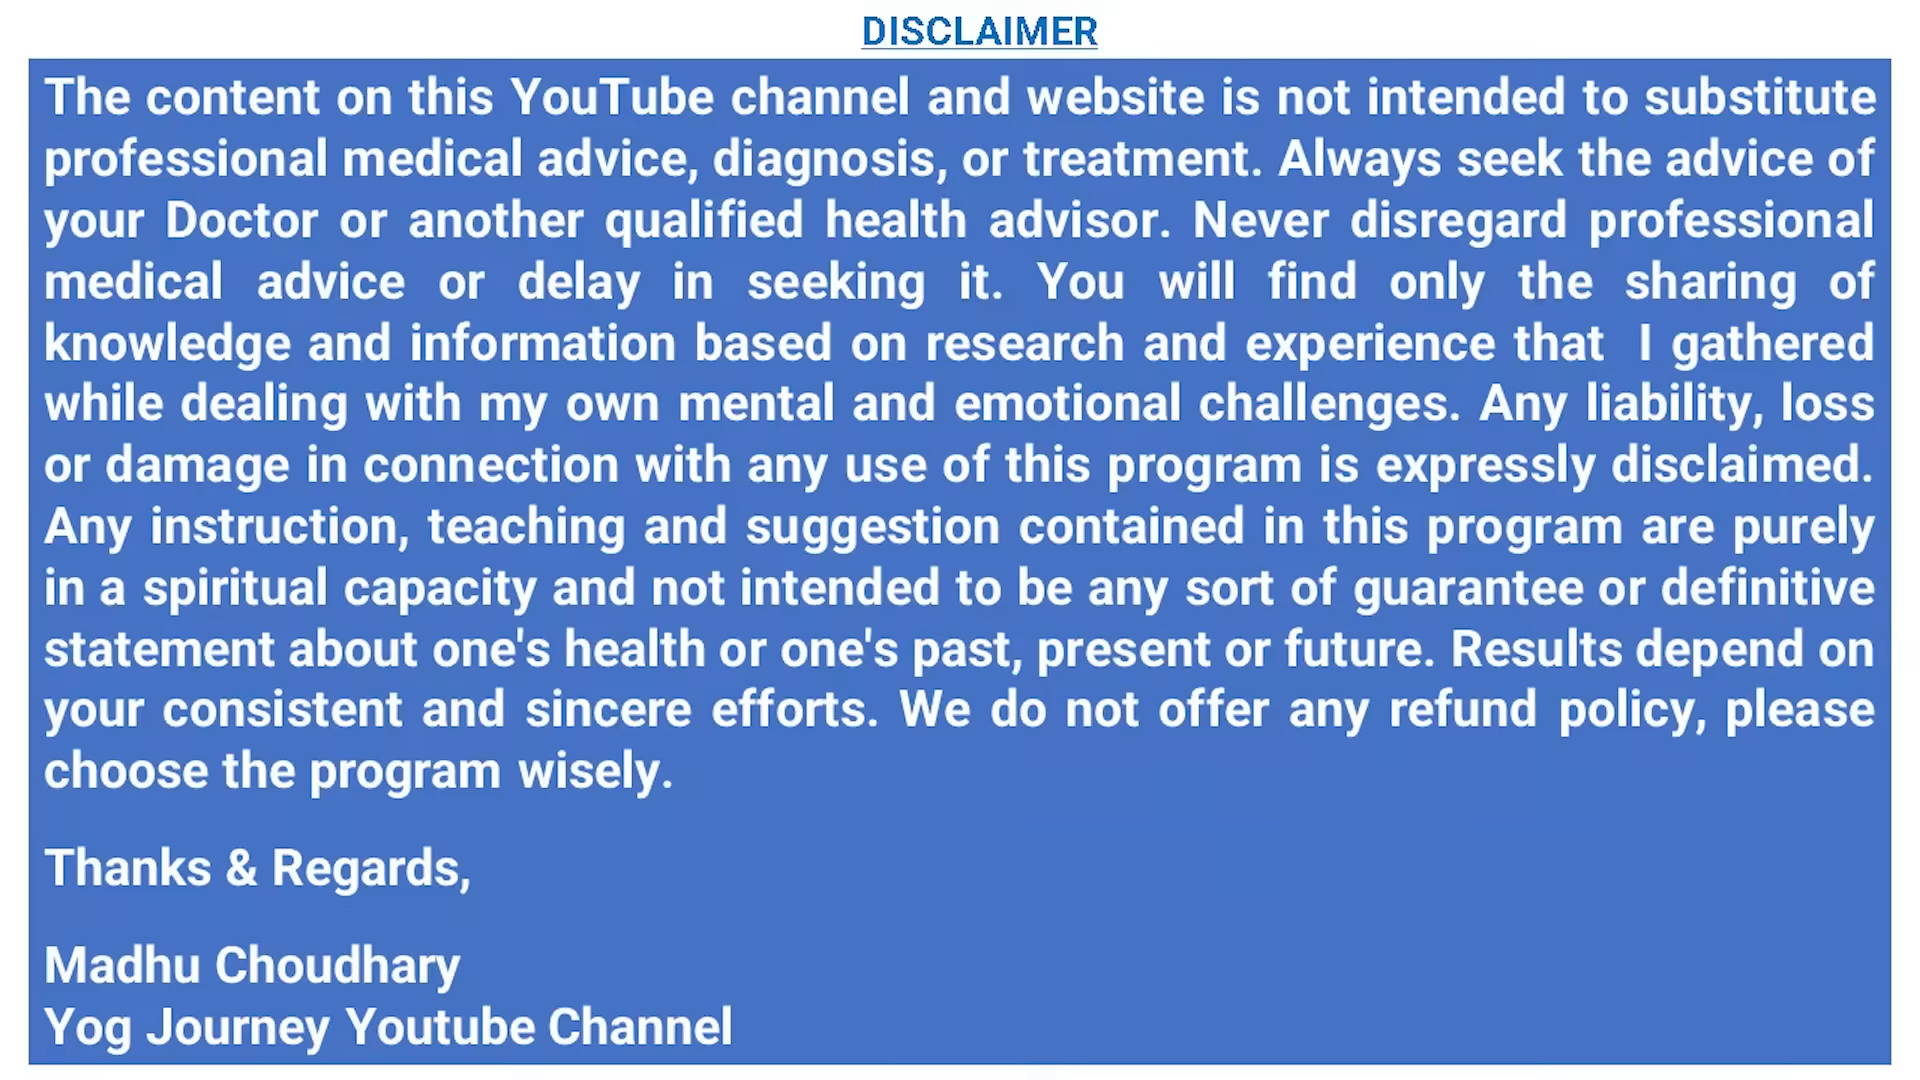 DISCLAIMER
The content on this YouTube channel and website is not intended to substitute
professional medical advice, diagnosis, or treatment. Always seek the advice of
your Doctor or another qualified health advisor. Never disregard professional
medical advice or delay in seeking it. You will find only the sharing of
knowledge and information based on research and experience that I gathered
while dealing with my own mental and emotional challenges. Any liability, loss
or damage in connection with any use of this program is expressly disclaimed.
Any instruction, teaching and suggestion contained in this program are purely
in a spiritual capacity and not intended to be any sort of guarantee or definitive
statement about one's health or one's past, present or future. Results depend on
your consistent and sincere efforts. We do not offer any refund policy, please
choose the program wisely.
Thanks & Regards,
Madhu Choudhary
Yog Journey Youtube Channel